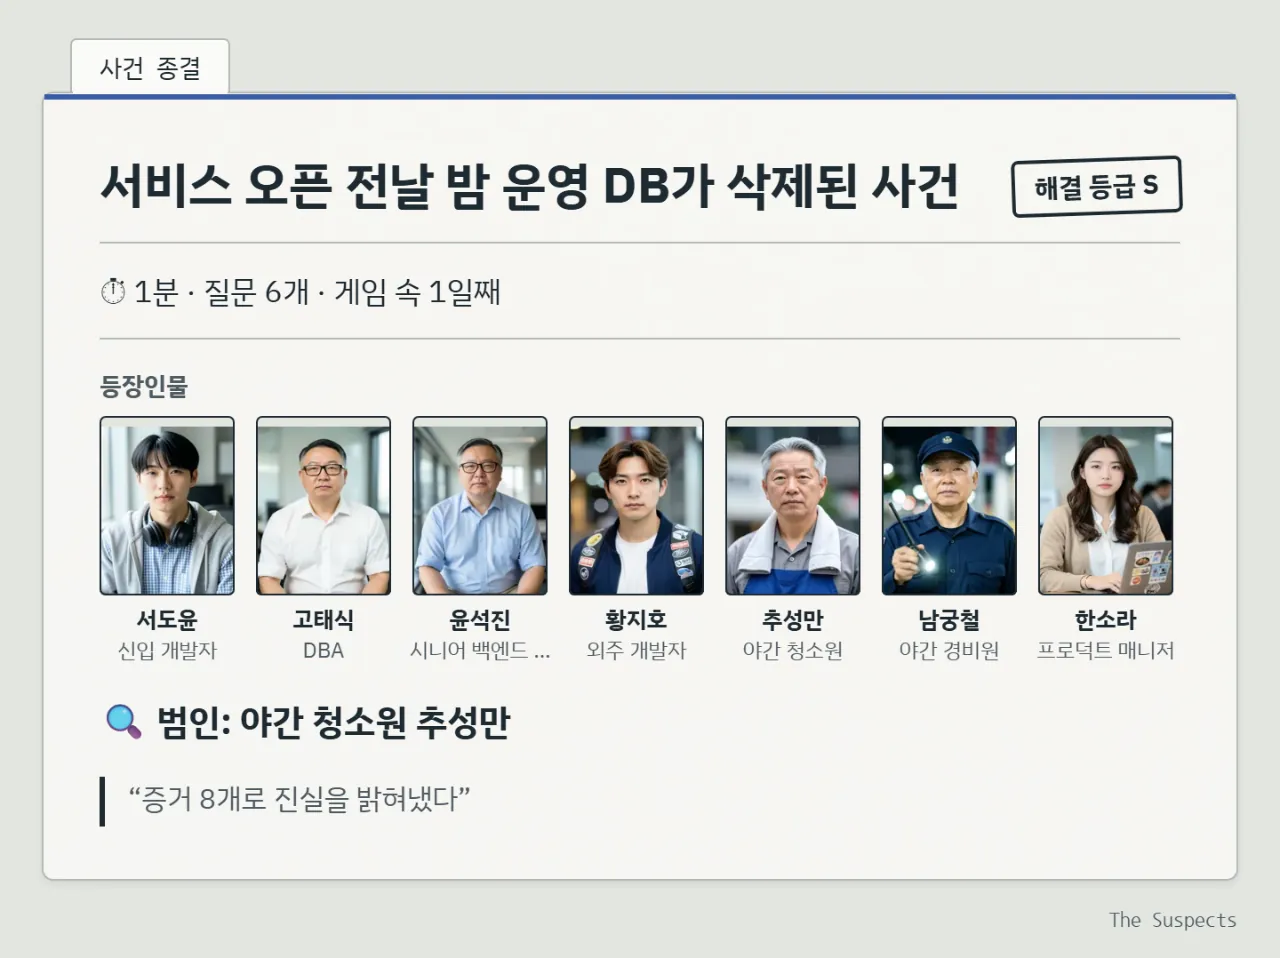 사건 종결
서비스 오픈 전날 밤 운영 DB가 삭제된 사건
해결 등급 S
⏱ 1분 · 질문 6개 · 게임 속 1일째
등장인물
서도윤
신입 개발자
고태식
DBA
윤석진
시니어 백엔드 ...
황지호
외주 개발자
추성만
야간 청소원
남궁철
야간 경비원
한소라
프로덕트 매니저
🔍 범인: 야간 청소원 추성만
“증거 8개로 진실을 밝혀냈다”
The Suspects